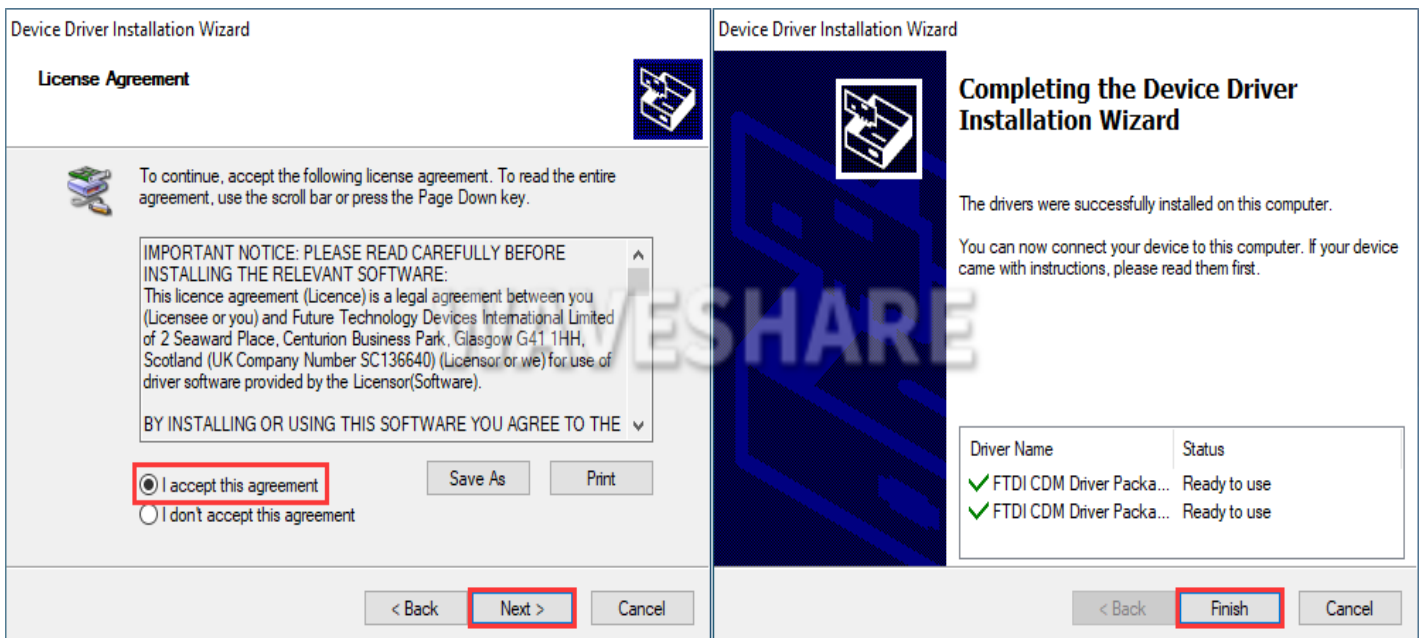 Device Driver Installation Wizard
License Agreement
To continue, accept the following license agreement. To read the entire
agreement, use the scroll bar or press the Page Down key.
IMPORTANT NOTICE: PLEASE READ CAREFULLY BEFORE
INSTALLING THE RELEVANT SOFTWARE:
This licence agreement (Licence) is a legal agreement between you
(Licensee or you) and Future Technology Devices International Limited
of 2 Seaward Place, Centurion Business Park, Glasgow G41 1HH,
Scotland (UK Company Number SC136640) (Licensor or we) for use of
driver software provided by the Licensor(Software).
BY INSTALLING OR USING THIS SOFTWARE YOU AGREE TO THE
I accept this agreement
Save As
Print
I don't accept this agreement
< Back
Next >
Cancel
Device Driver Installation Wizard
Completing the Device Driver
Installation Wizard
The drivers were successfully installed on this computer.
You can now connect your device to this computer. If your device
came with instructions, please read them first.
WAVESHARE
Driver Name Status
FTDI CDM Driver Packa... Ready to use
FTDI CDM Driver Packa... Ready to use
< Back
Finish
Cancel